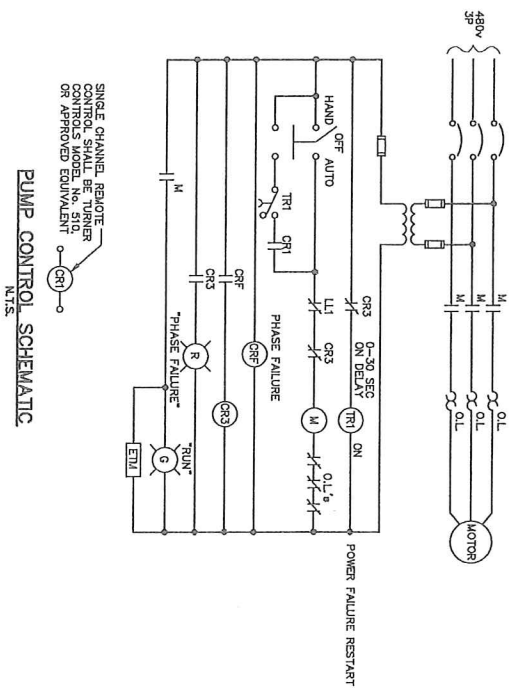 480v
3P
M
M
M
O.L.
O.L.
O.L.
MOTOR
CR3
0-30 SEC
ON DELAY
TR1
ON
POWER FAILURE RESTART
HAND
OFF
AUTO
LL1
CR3
M
O.L's
TR1
CR1
PHASE FAILURE
CRF
CRF
CR3
CR3
R
"PHASE FAILURE"
M
G
"RUN"
ETM
SINGLE CHANNEL REMOTE
CONTROL SHALL BE TURNER
CONTROLS MODEL No. 510,
OR APPROVED EQUIVALENT
CR1
PUMP CONTROL SCHEMATIC
N.T.S.